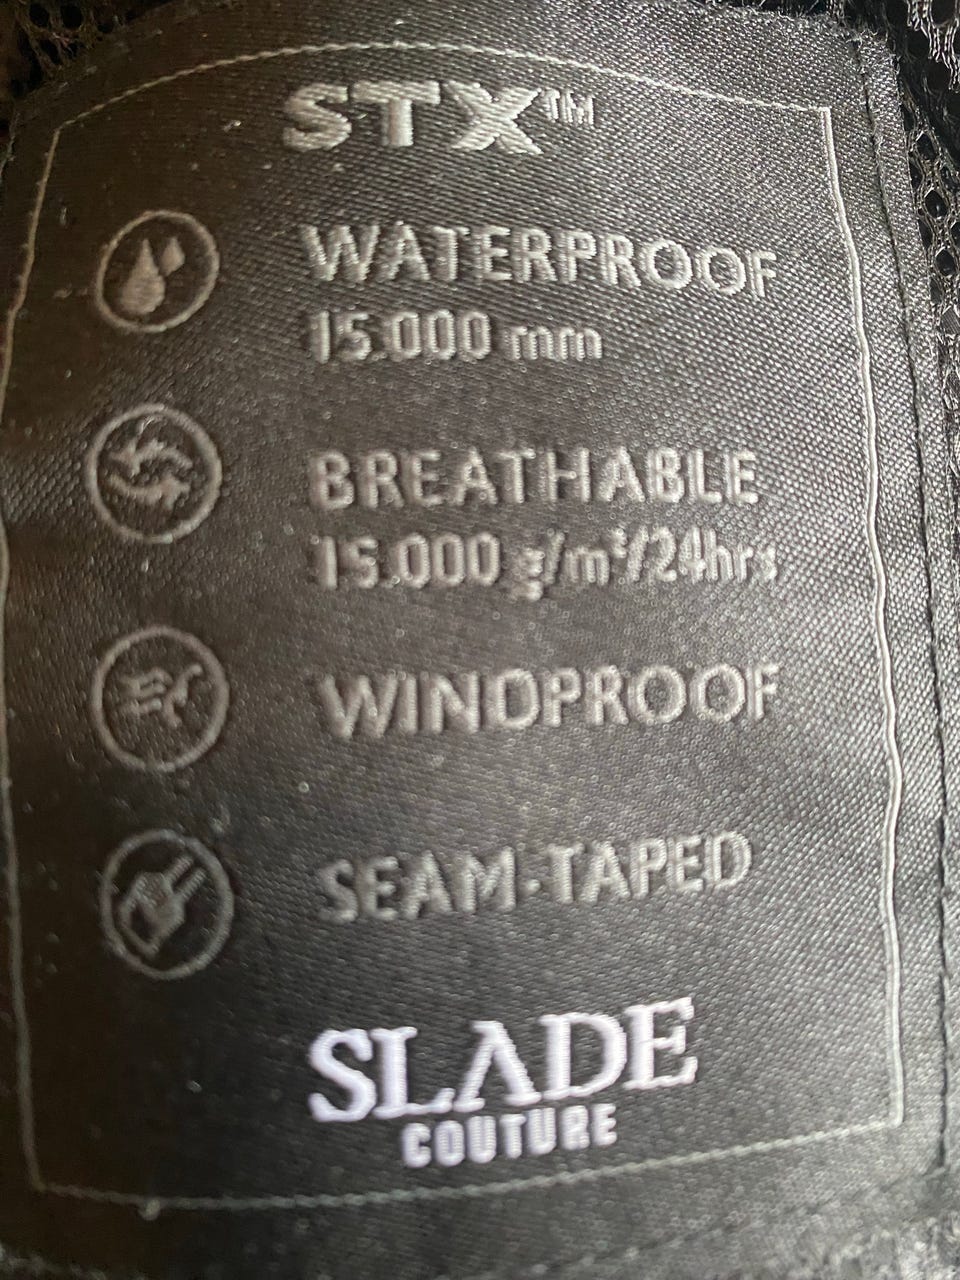 STX™
WATERPROOF
15.000 mm
BREATHABLE
15.000 g/m²/24hrs
WINDPROOF
SEAM-TAPED
SLADE
COUTURE